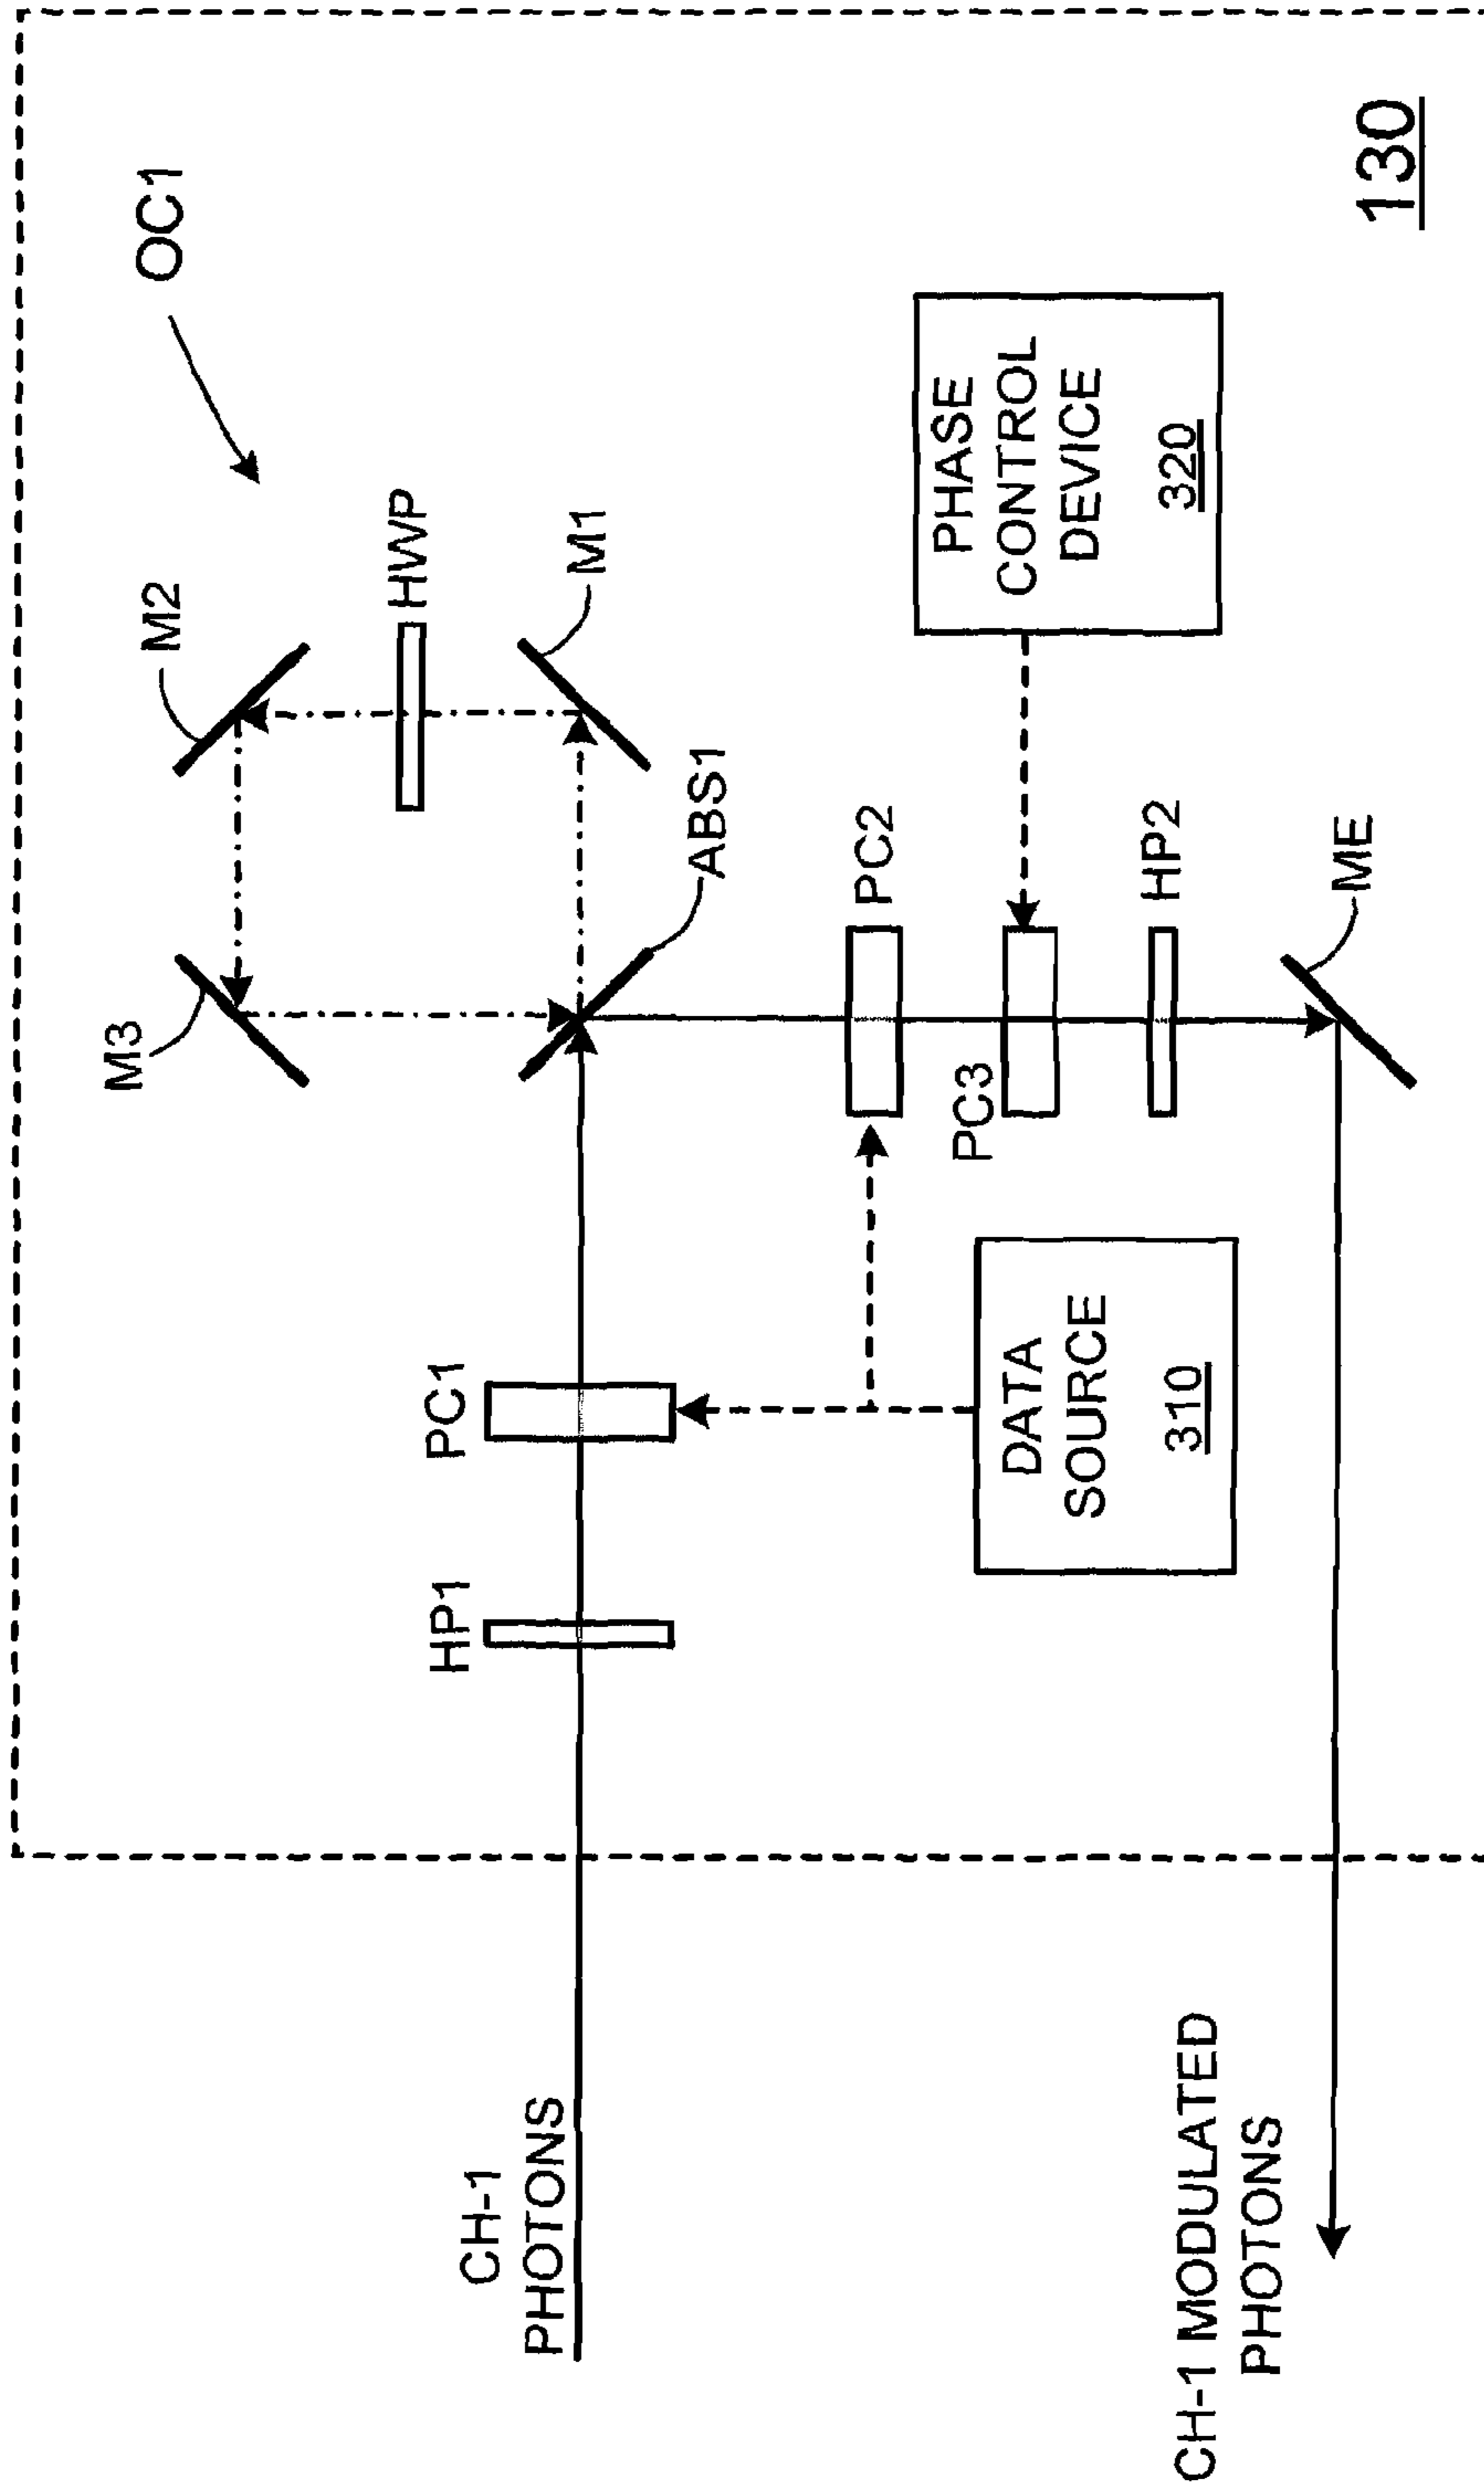 OC1
M2
HWP
M3
M1
ABS1
PC1
HP1
CH-1
PHOTONS
PC2
PC3
HP2
ME
PHASE
CONTROL
DEVICE
320
DATA
SOURCE
310
CH-1 MODULATED
PHOTONS
130